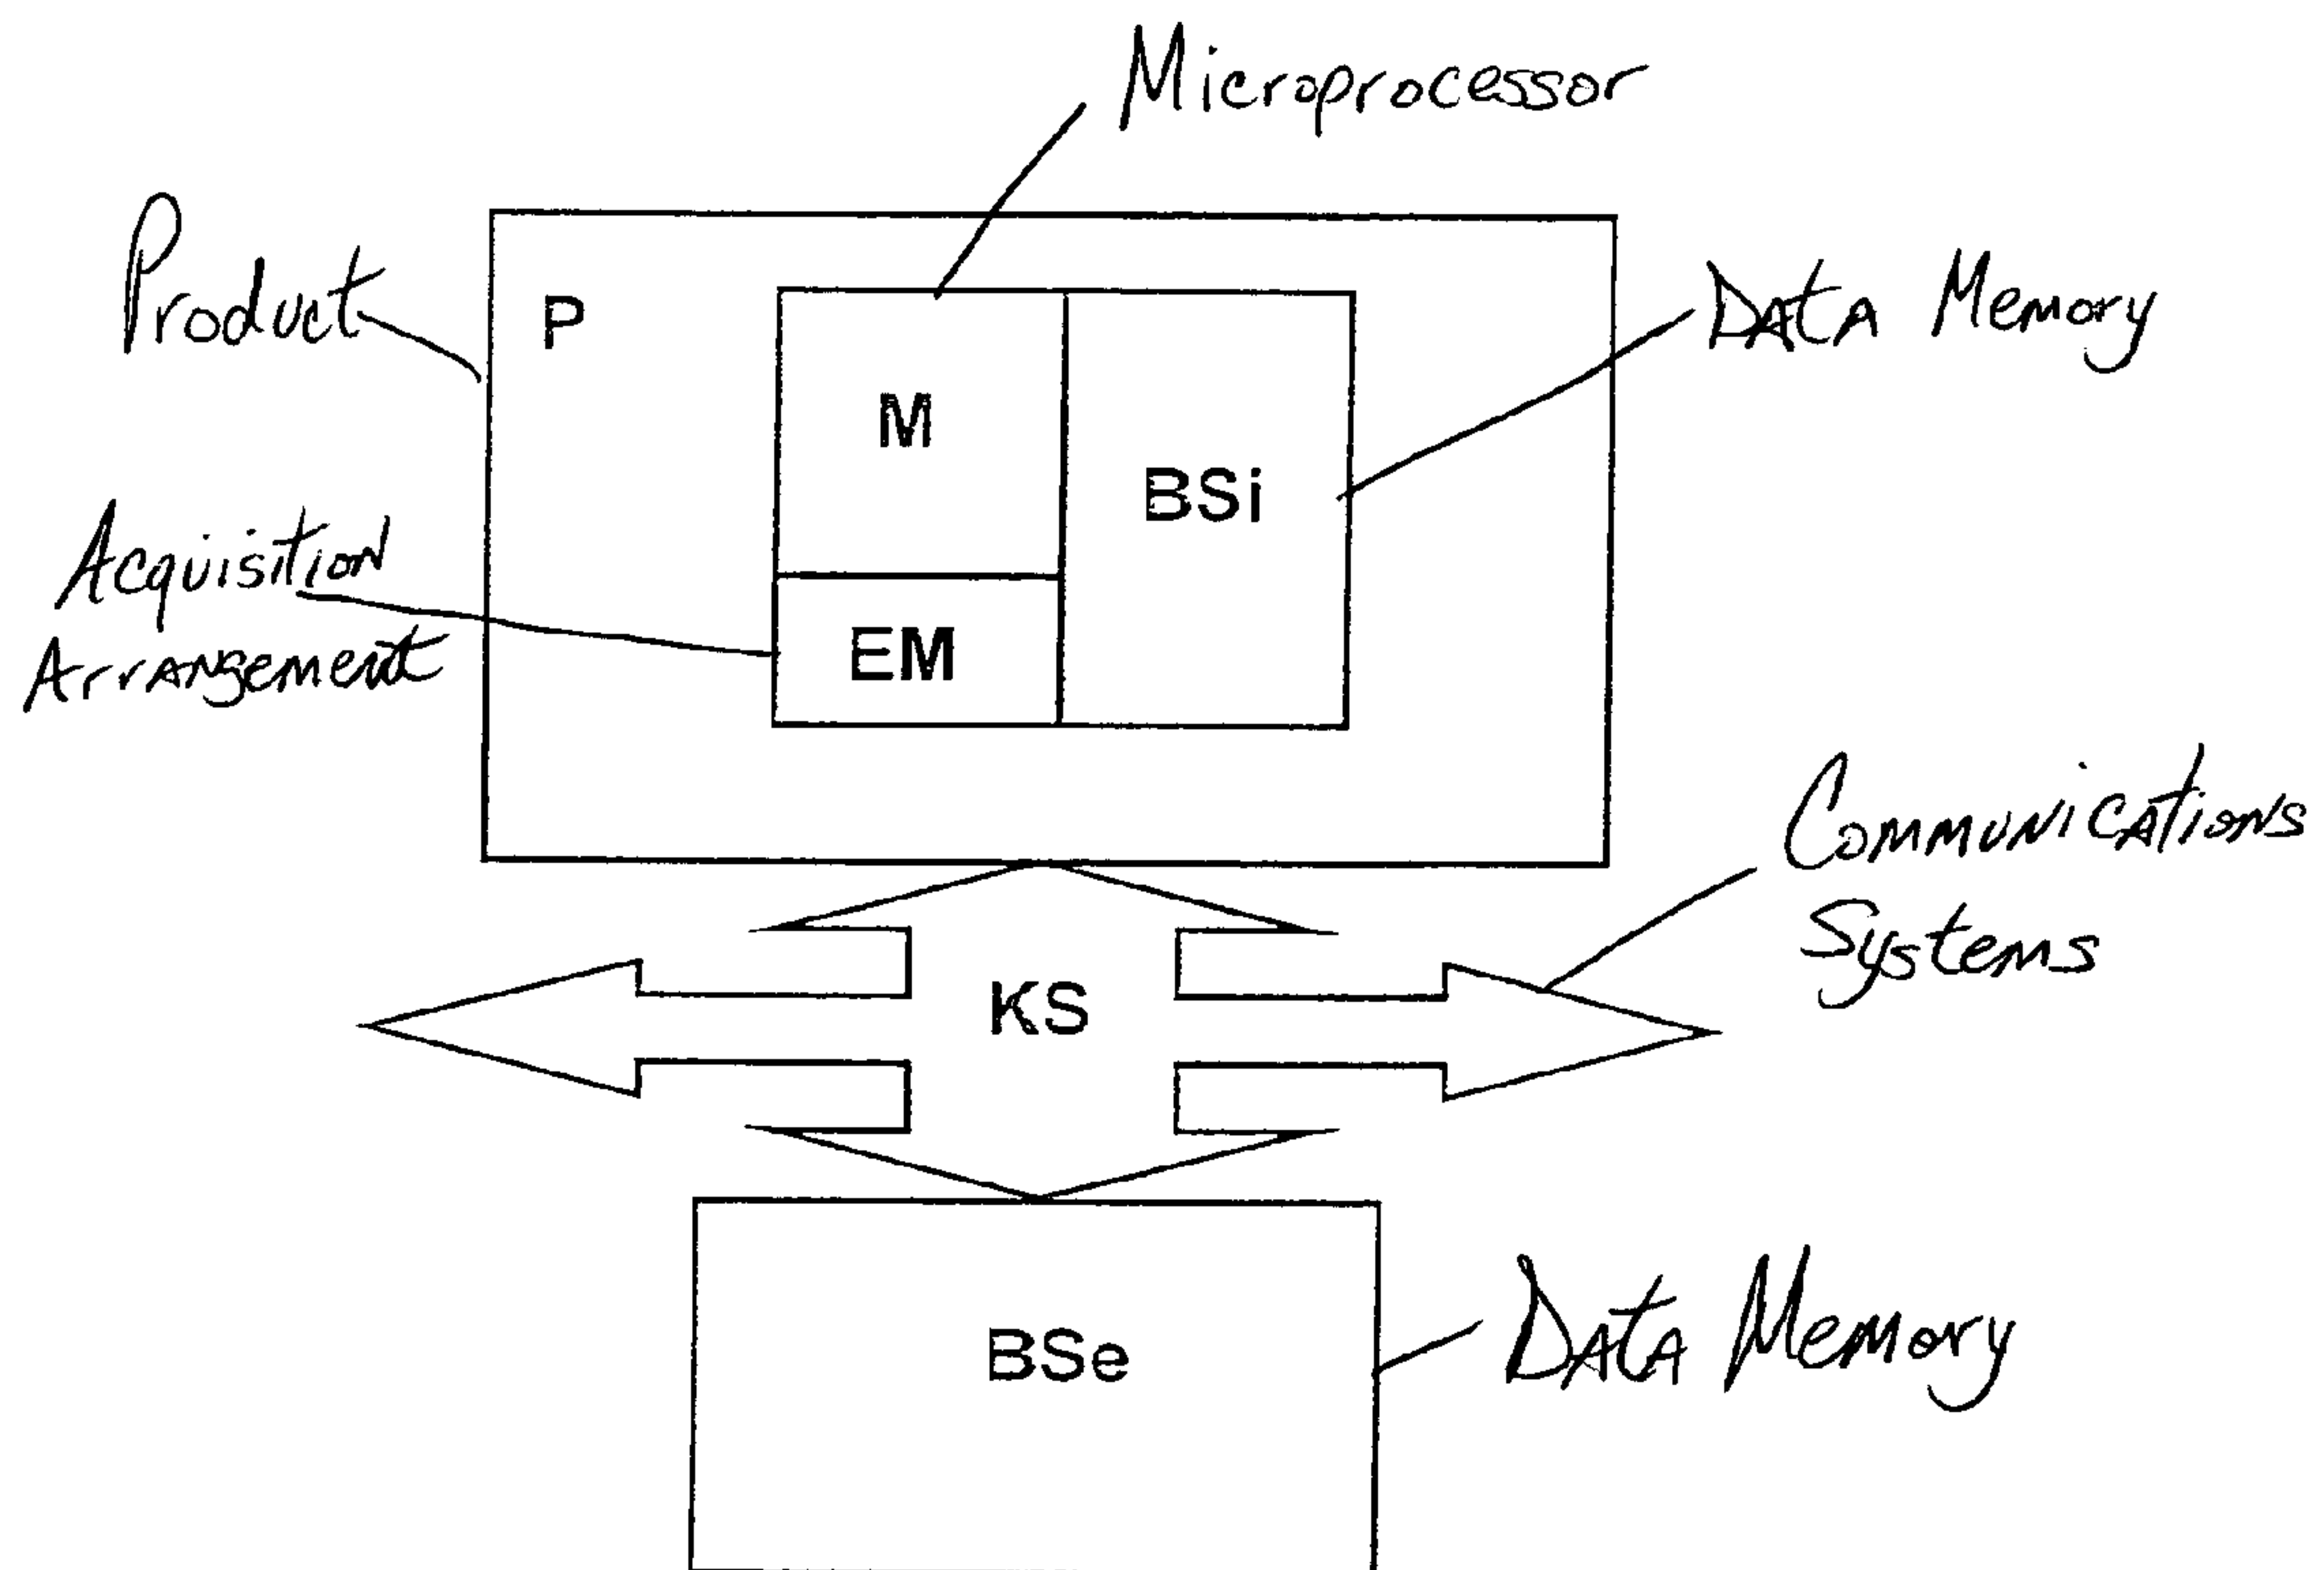 Microprocessor
Product
P
Data Memory
M
BSi
Acquisition
Arrangement
EM
Communications
Systems
KS
BSe
Data Memory